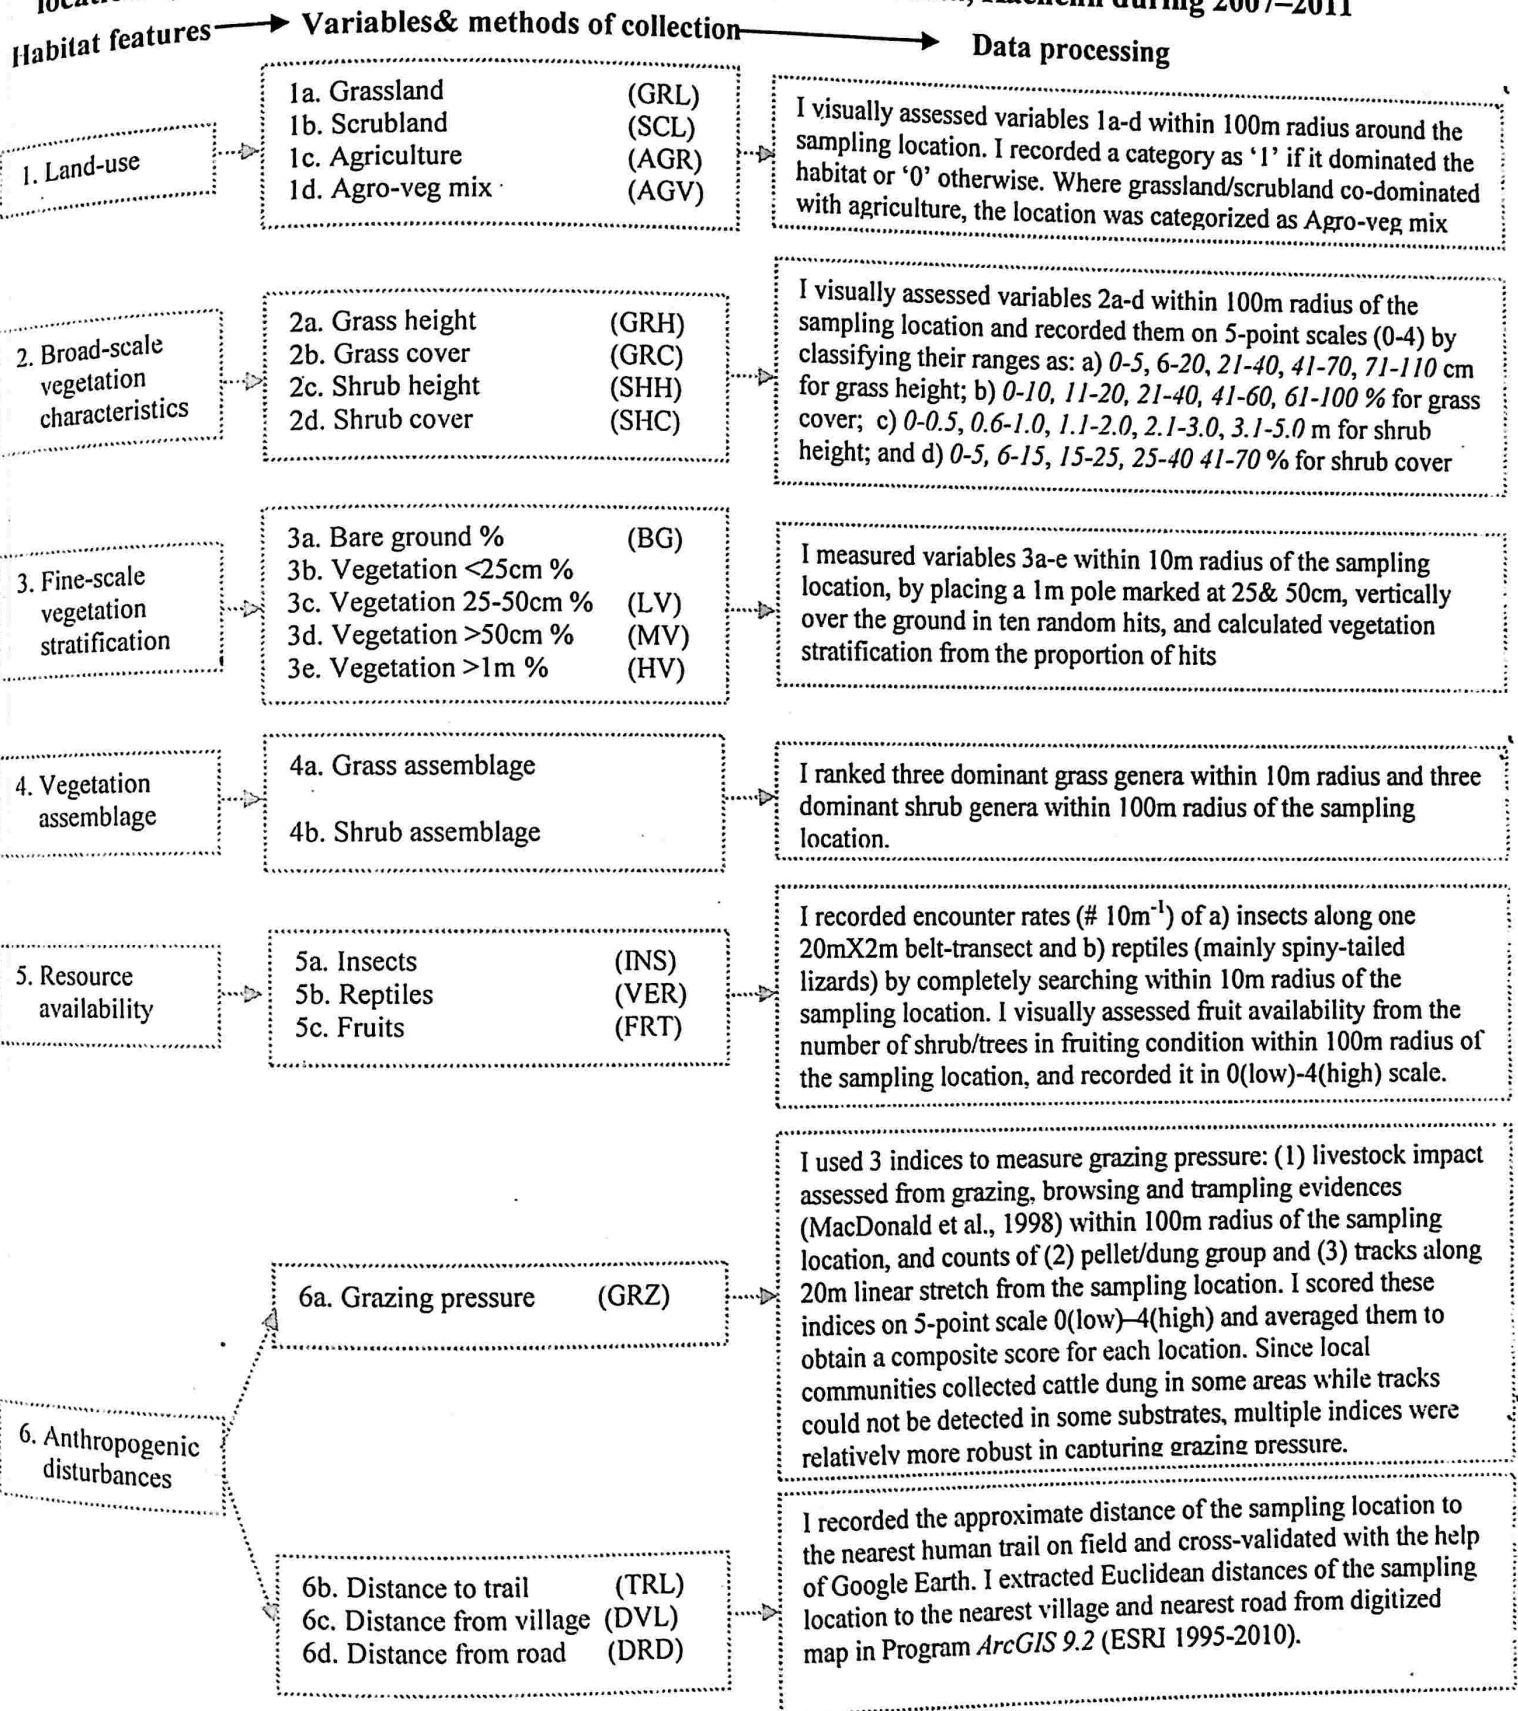 during 2007–2011
Habitat features
Variables& methods of collection
Data processing
1. Land-use
1a. Grassland (GRL)
1b. Scrubland (SCL)
1c. Agriculture (AGR)
1d. Agro-veg mix (AGV)
I visually assessed variables 1a-d within 100m radius around the
sampling location. I recorded a category as ‘1’ if it dominated the
habitat or ‘0’ otherwise. Where grassland/scrubland co-dominated
with agriculture, the location was categorized as Agro-veg mix
2. Broad-scale
vegetation
characteristics
2a. Grass height (GRH)
2b. Grass cover (GRC)
2c. Shrub height (SHH)
2d. Shrub cover (SHC)
I visually assessed variables 2a-d within 100m radius of the
sampling location and recorded them on 5-point scales (0-4) by
classifying their ranges as: a) 0-5, 6-20, 21-40, 41-70, 71-110 cm
for grass height; b) 0-10, 11-20, 21-40, 41-60, 61-100 % for grass
cover; c) 0-0.5, 0.6-1.0, 1.1-2.0, 2.1-3.0, 3.1-5.0 m for shrub
height; and d) 0-5, 6-15, 15-25, 25-40 41-70 % for shrub cover
3. Fine-scale
vegetation
stratification
3a. Bare ground % (BG)
3b. Vegetation <25cm %
3c. Vegetation 25-50cm % (LV)
3d. Vegetation >50cm % (MV)
3e. Vegetation >1m % (HV)
I measured variables 3a-e within 10m radius of the sampling
location, by placing a 1m pole marked at 25& 50cm, vertically
over the ground in ten random hits, and calculated vegetation
stratification from the proportion of hits
4. Vegetation
assemblage
4a. Grass assemblage
4b. Shrub assemblage
I ranked three dominant grass genera within 10m radius and three
dominant shrub genera within 100m radius of the sampling
location.
5. Resource
availability
5a. Insects (INS)
5b. Reptiles (VER)
5c. Fruits (FRT)
I recorded encounter rates (# 10m⁻¹) of a) insects along one
20mX2m belt-transect and b) reptiles (mainly spiny-tailed
lizards) by completely searching within 10m radius of the
sampling location. I visually assessed fruit availability from the
number of shrub/trees in fruiting condition within 100m radius of
the sampling location, and recorded it in 0(low)-4(high) scale.
6. Anthropogenic
disturbances
6a. Grazing pressure (GRZ)
I used 3 indices to measure grazing pressure: (1) livestock impact
assessed from grazing, browsing and trampling evidences
(MacDonald et al., 1998) within 100m radius of the sampling
location, and counts of (2) pellet/dung group and (3) tracks along
20m linear stretch from the sampling location. I scored these
indices on 5-point scale 0(low)–4(high) and averaged them to
obtain a composite score for each location. Since local
communities collected cattle dung in some areas while tracks
could not be detected in some substrates, multiple indices were
relatively more robust in capturing grazing pressure.
6b. Distance to trail (TRL)
6c. Distance from village (DVL)
6d. Distance from road (DRD)
I recorded the approximate distance of the sampling location to
the nearest human trail on field and cross-validated with the help
of Google Earth. I extracted Euclidean distances of the sampling
location to the nearest village and nearest road from digitized
map in Program ArcGIS 9.2 (ESRI 1995-2010).